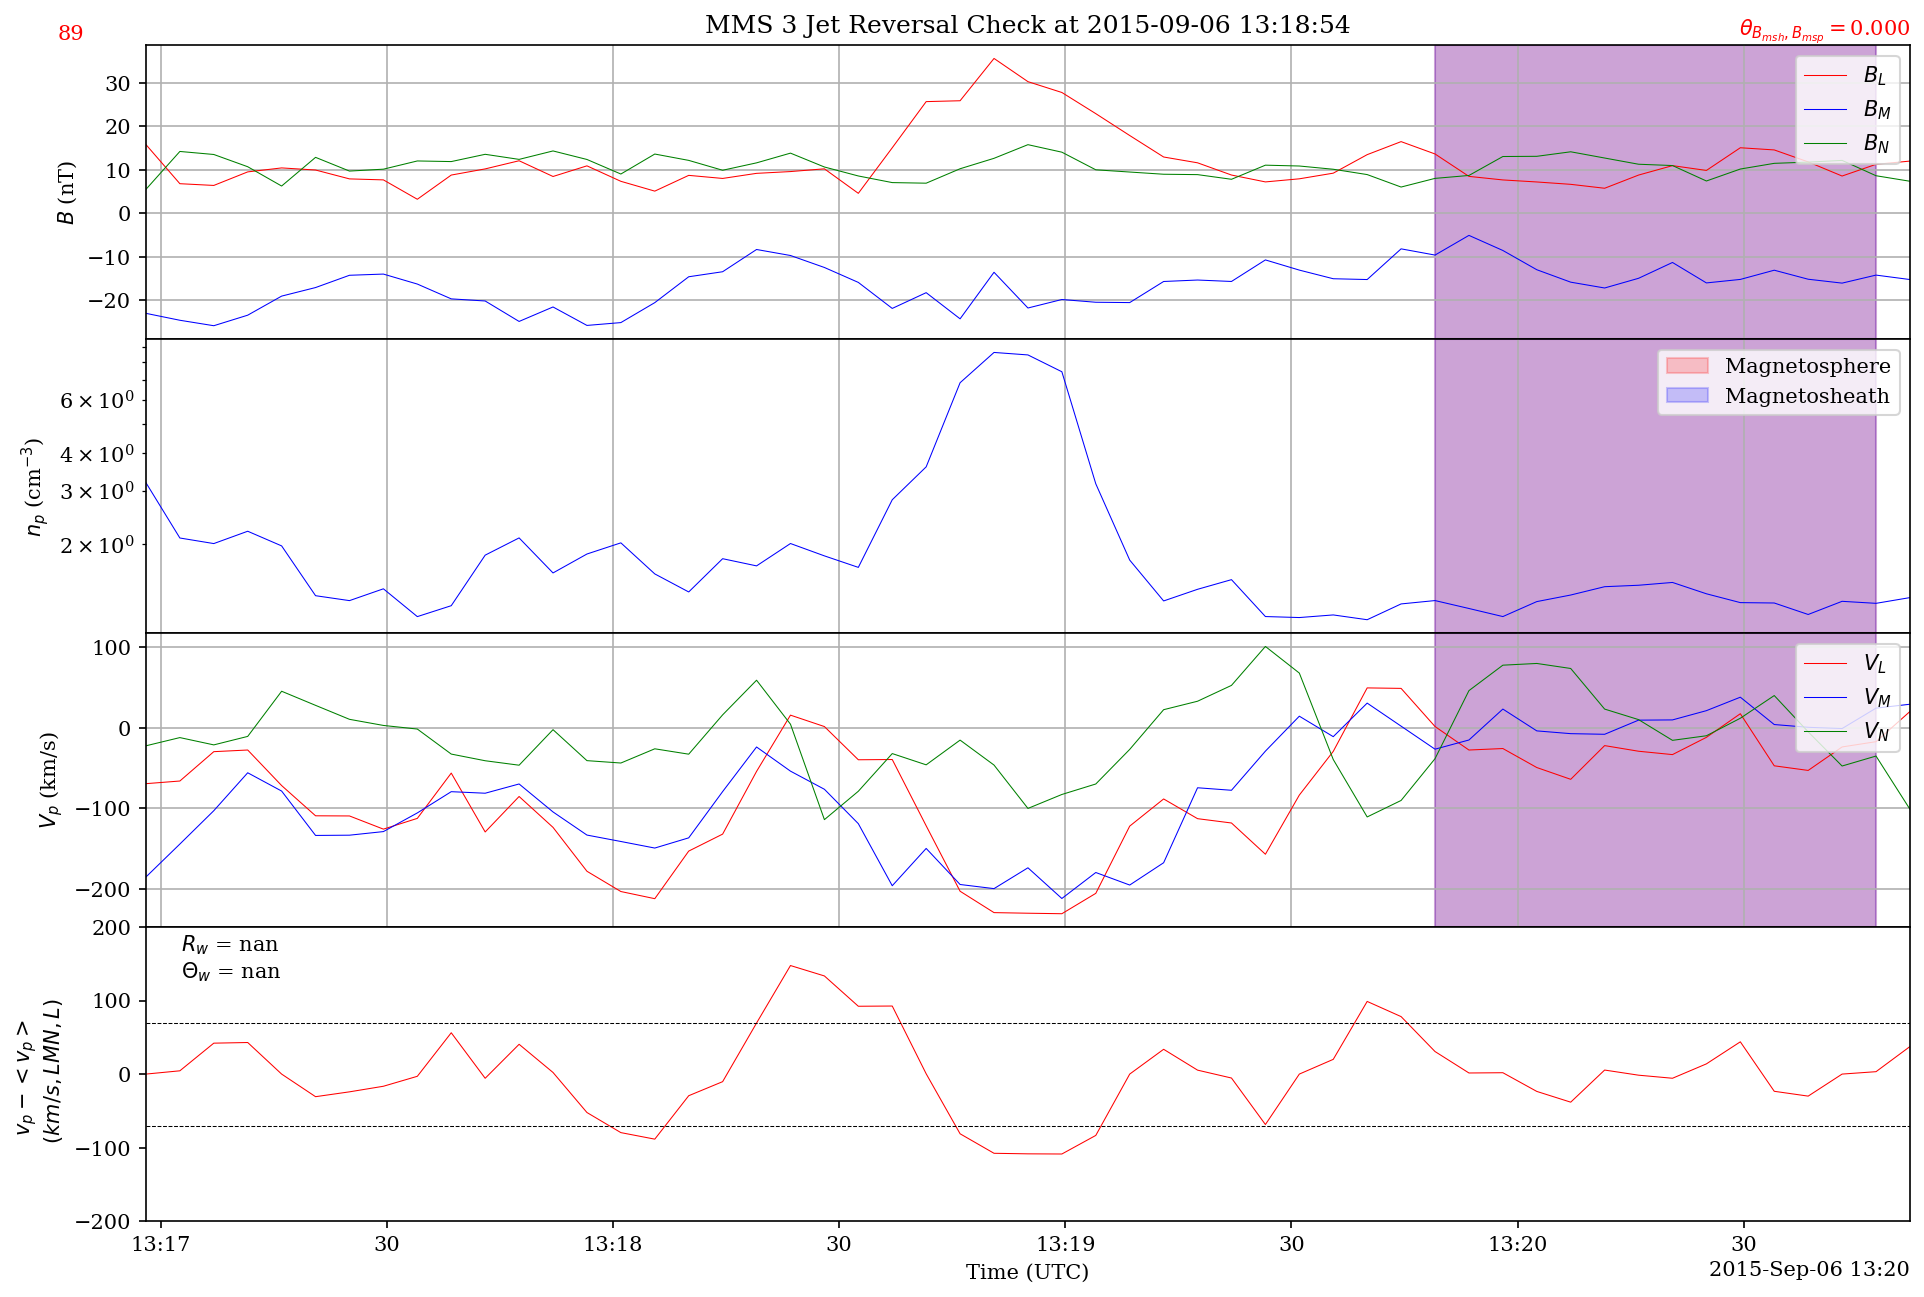 MMS 3 Jet Reversal Check at 2015-09-06 13:18:54
89
θ_{B_{msh}, B_{msp}} = 0.000
B (nT)
30
20
10
0
−10
−20
B_L
B_M
B_N
n_p (cm^{−3})
6 × 10^0
4 × 10^0
3 × 10^0
2 × 10^0
Magnetosphere
Magnetosheath
V_p (km/s)
100
0
−100
−200
V_L
V_M
V_N
v_p − < v_p >
(km/s, LMN, L)
200
100
0
−100
−200
R_w = nan
Θ_w = nan
13:17 30 13:18 30 13:19 30 13:20 30
Time (UTC)
2015-Sep-06 13:20